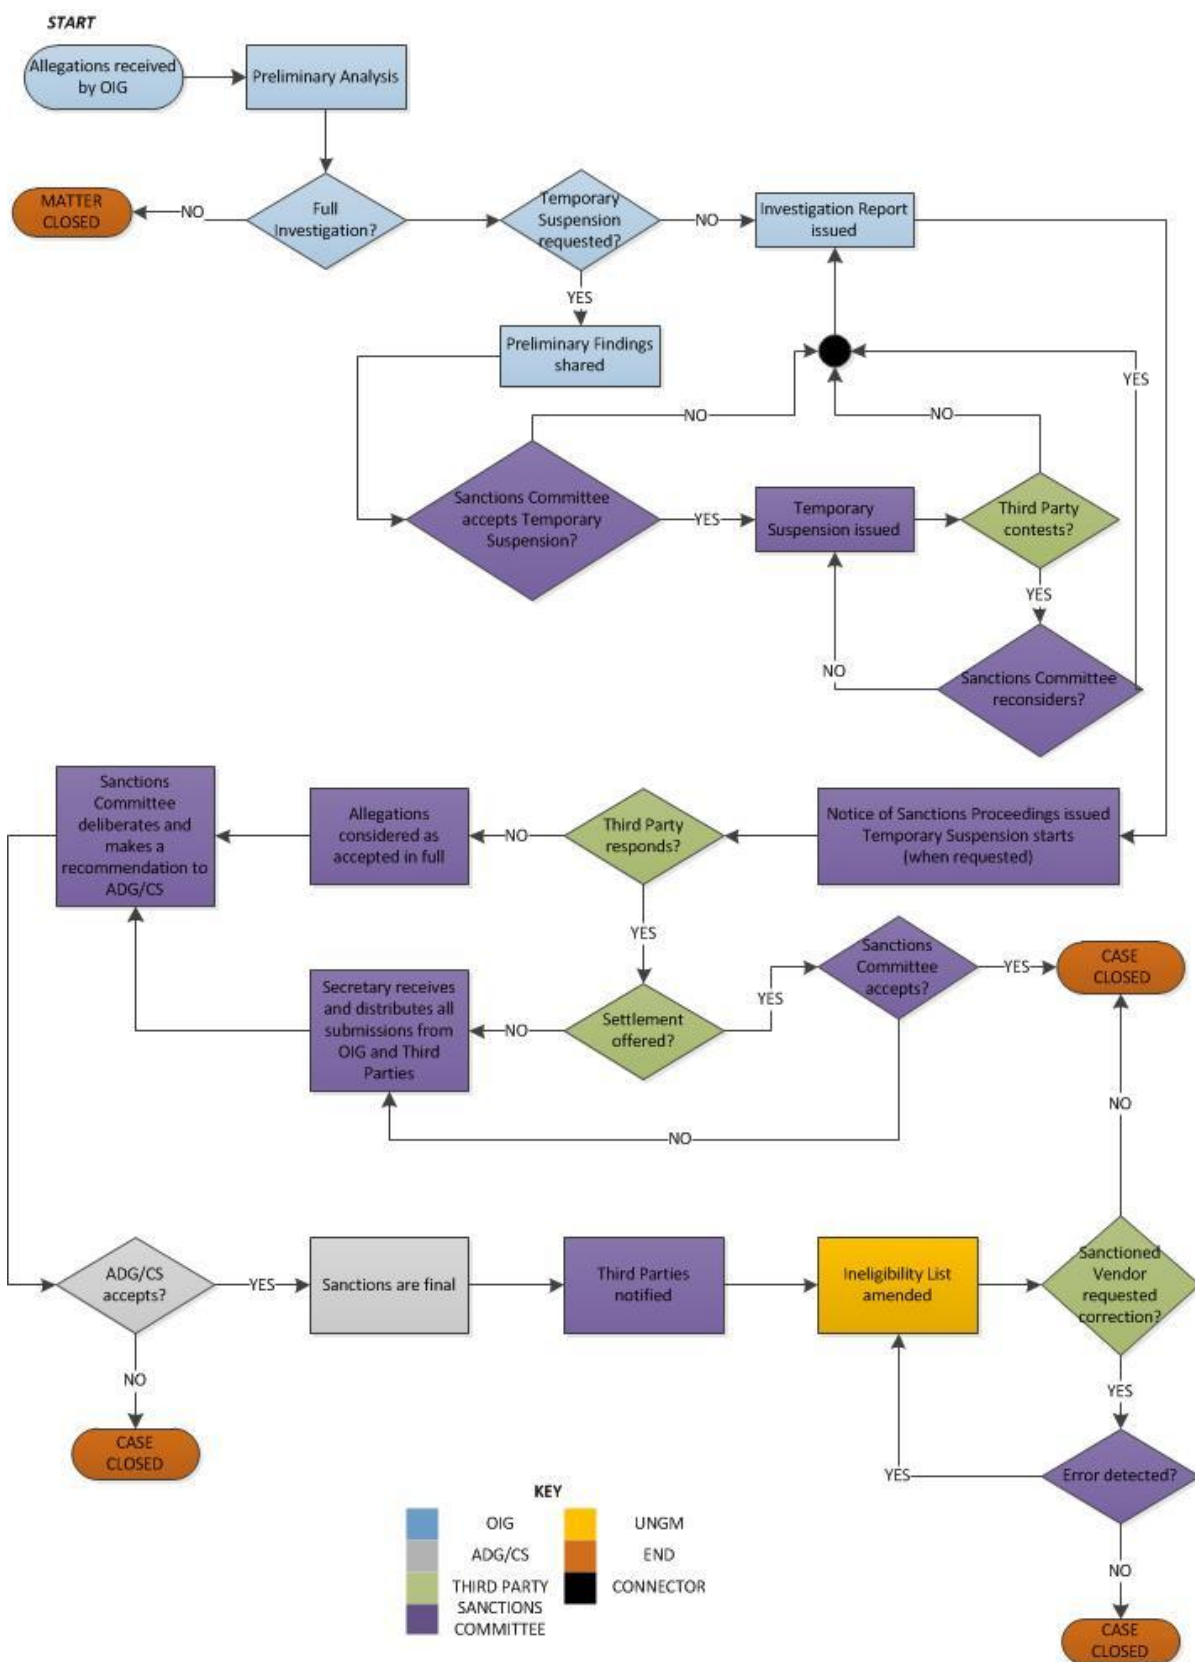 START
Allegations received
by OIG
Preliminary Analysis
MATTER
CLOSED
NO
Full
Investigation?
Temporary
Suspension
requested?
NO
Investigation Report
issued
YES
Preliminary Findings
shared
YES
NO
NO
Sanctions Committee
accepts Temporary
Suspension?
YES
Temporary
Suspension issued
Third Party
contests?
YES
NO
Sanctions Committee
reconsiders?
Sanctions
Committee
deliberates and
makes a
recommendation to
ADG/CS
Allegations
considered as
accepted in full
NO
Third Party
responds?
Notice of Sanctions Proceedings issued
Temporary Suspension starts
(when requested)
YES
Secretary receives
and distributes all
submissions from
OIG and Third
Parties
NO
Settlement
offered?
YES
Sanctions
Committee
accepts?
YES
CASE
CLOSED
NO
NO
ADG/CS
accepts?
YES
Sanctions are final
Third Parties
notified
Ineligibility List
amended
Sanctioned
Vendor
requested
correction?
NO
YES
CASE
CLOSED
YES
Error detected?
NO
CASE
CLOSED
KEY
OIG
UNGM
ADG/CS
END
THIRD PARTY
CONNECTOR
SANCTIONS
COMMITTEE